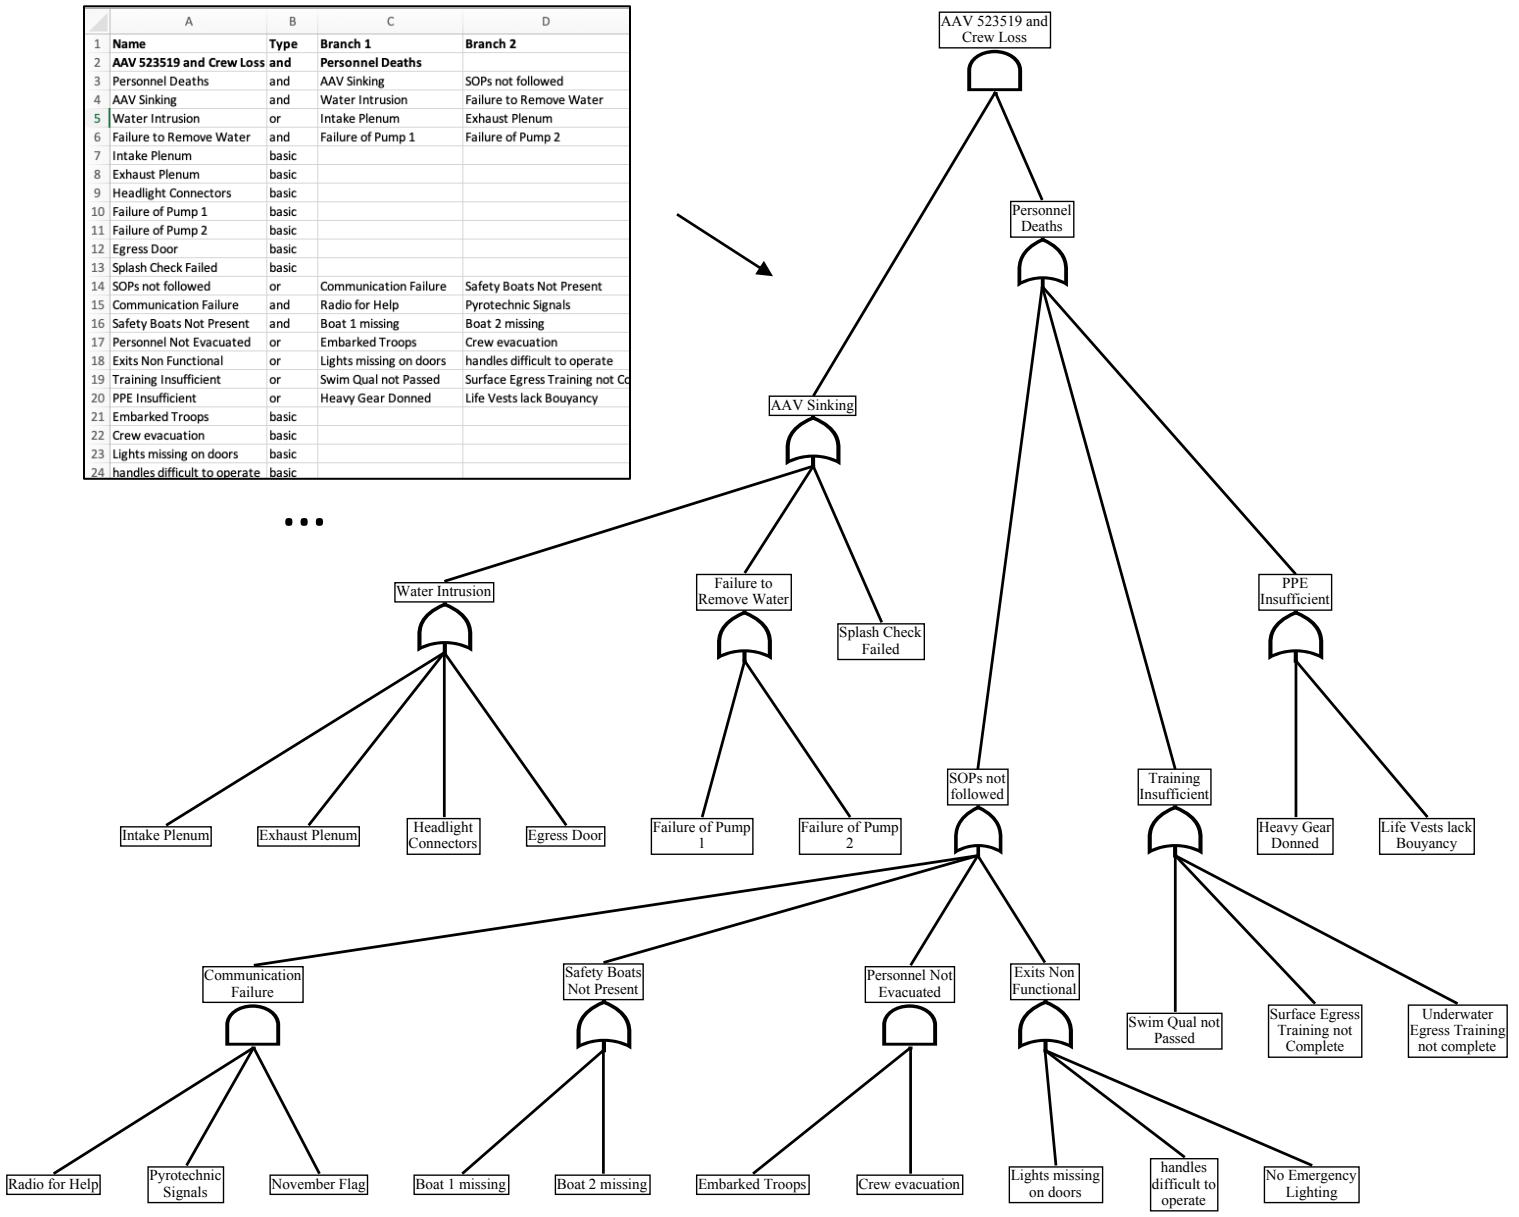 A B C D
1 Name Type Branch 1 Branch 2
2 AAV 523519 and Crew Loss and Personnel Deaths
3 Personnel Deaths and AAV Sinking SOPs not followed
4 AAV Sinking and Water Intrusion Failure to Remove Water
5 Water Intrusion or Intake Plenum Exhaust Plenum
6 Failure to Remove Water and Failure of Pump 1 Failure of Pump 2
7 Intake Plenum basic
8 Exhaust Plenum basic
9 Headlight Connectors basic
10 Failure of Pump 1 basic
11 Failure of Pump 2 basic
12 Egress Door basic
13 Splash Check Failed basic
14 SOPs not followed or Communication Failure Safety Boats Not Present
15 Communication Failure and Radio for Help Pyrotechnic Signals
16 Safety Boats Not Present and Boat 1 missing Boat 2 missing
17 Personnel Not Evacuated or Embarked Troops Crew evacuation
18 Exits Non Functional or Lights missing on doors handles difficult to operate
19 Training Insufficient or Swim Qual not Passed Surface Egress Training not Co
20 PPE Insufficient or Heavy Gear Donned Life Vests lack Bouyancy
21 Embarked Troops basic
22 Crew evacuation basic
23 Lights missing on doors basic
24 handles difficult to operate basic
...
AAV 523519 and
Crew Loss
Personnel
Deaths
AAV Sinking
Water Intrusion
Failure to
Remove Water
Splash Check
Failed
PPE
Insufficient
SOPs not
followed
Training
Insufficient
Intake Plenum
Exhaust Plenum
Headlight
Connectors
Egress Door
Failure of Pump
1
Failure of Pump
2
Heavy Gear
Donned
Life Vests lack
Bouyancy
Communication
Failure
Safety Boats
Not Present
Personnel Not
Evacuated
Exits Non
Functional
Swim Qual not
Passed
Surface Egress
Training not
Complete
Underwater
Egress Training
not complete
Radio for Help
Pyrotechnic
Signals
November Flag
Boat 1 missing
Boat 2 missing
Embarked Troops
Crew evacuation
Lights missing
on doors
handles
difficult to
operate
No Emergency
Lighting